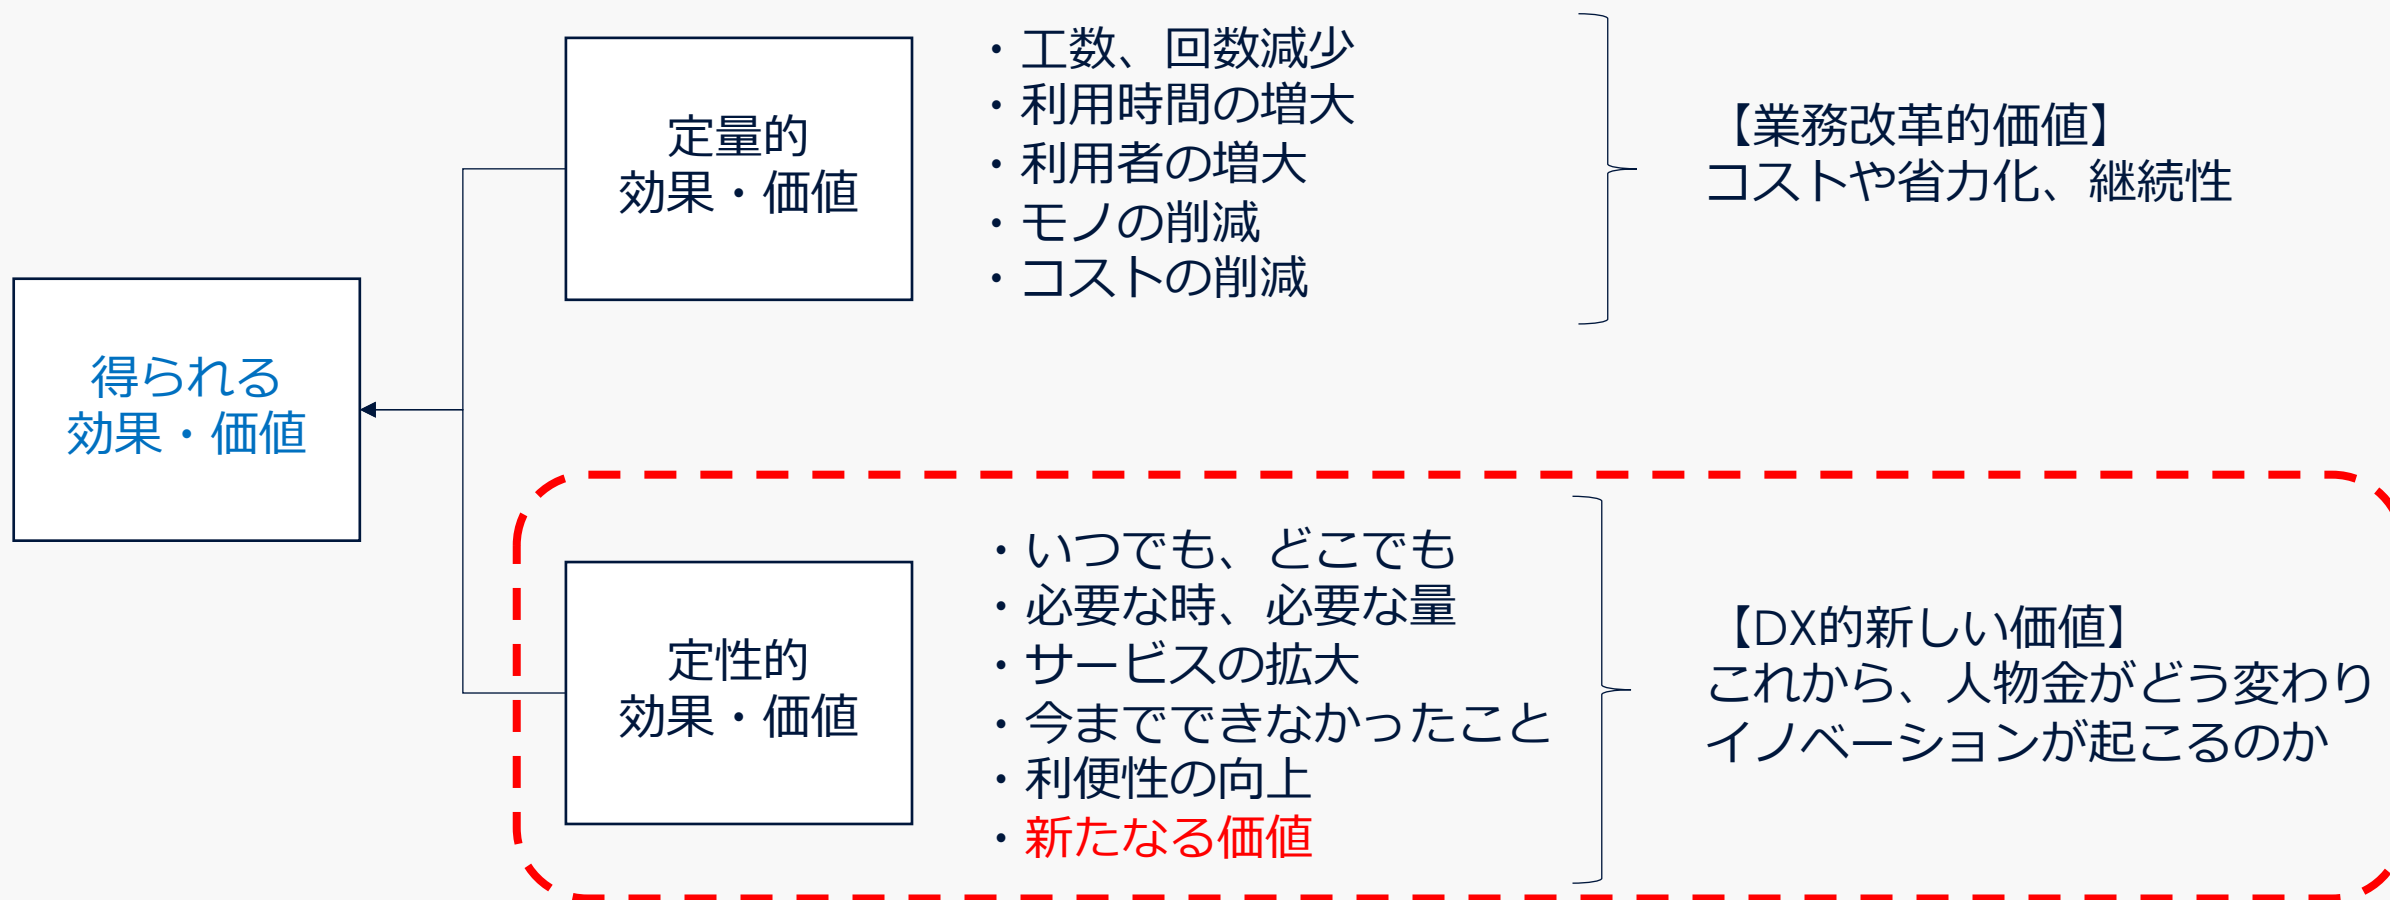 得られる
効果・価値
定量的
効果・価値
・工数、回数減少
・利用時間の増大
・利用者の増大
・モノの削減
・コストの削減
【業務改革的価値】
コストや省力化、継続性
定性的
効果・価値
・いつでも、どこでも
・必要な時、必要な量
・サービスの拡大
・今までできなかったこと
・利便性の向上
・新たなる価値
【DX的新しい価値】
これから、人物金がどう変わり
イノベーションが起こるのか